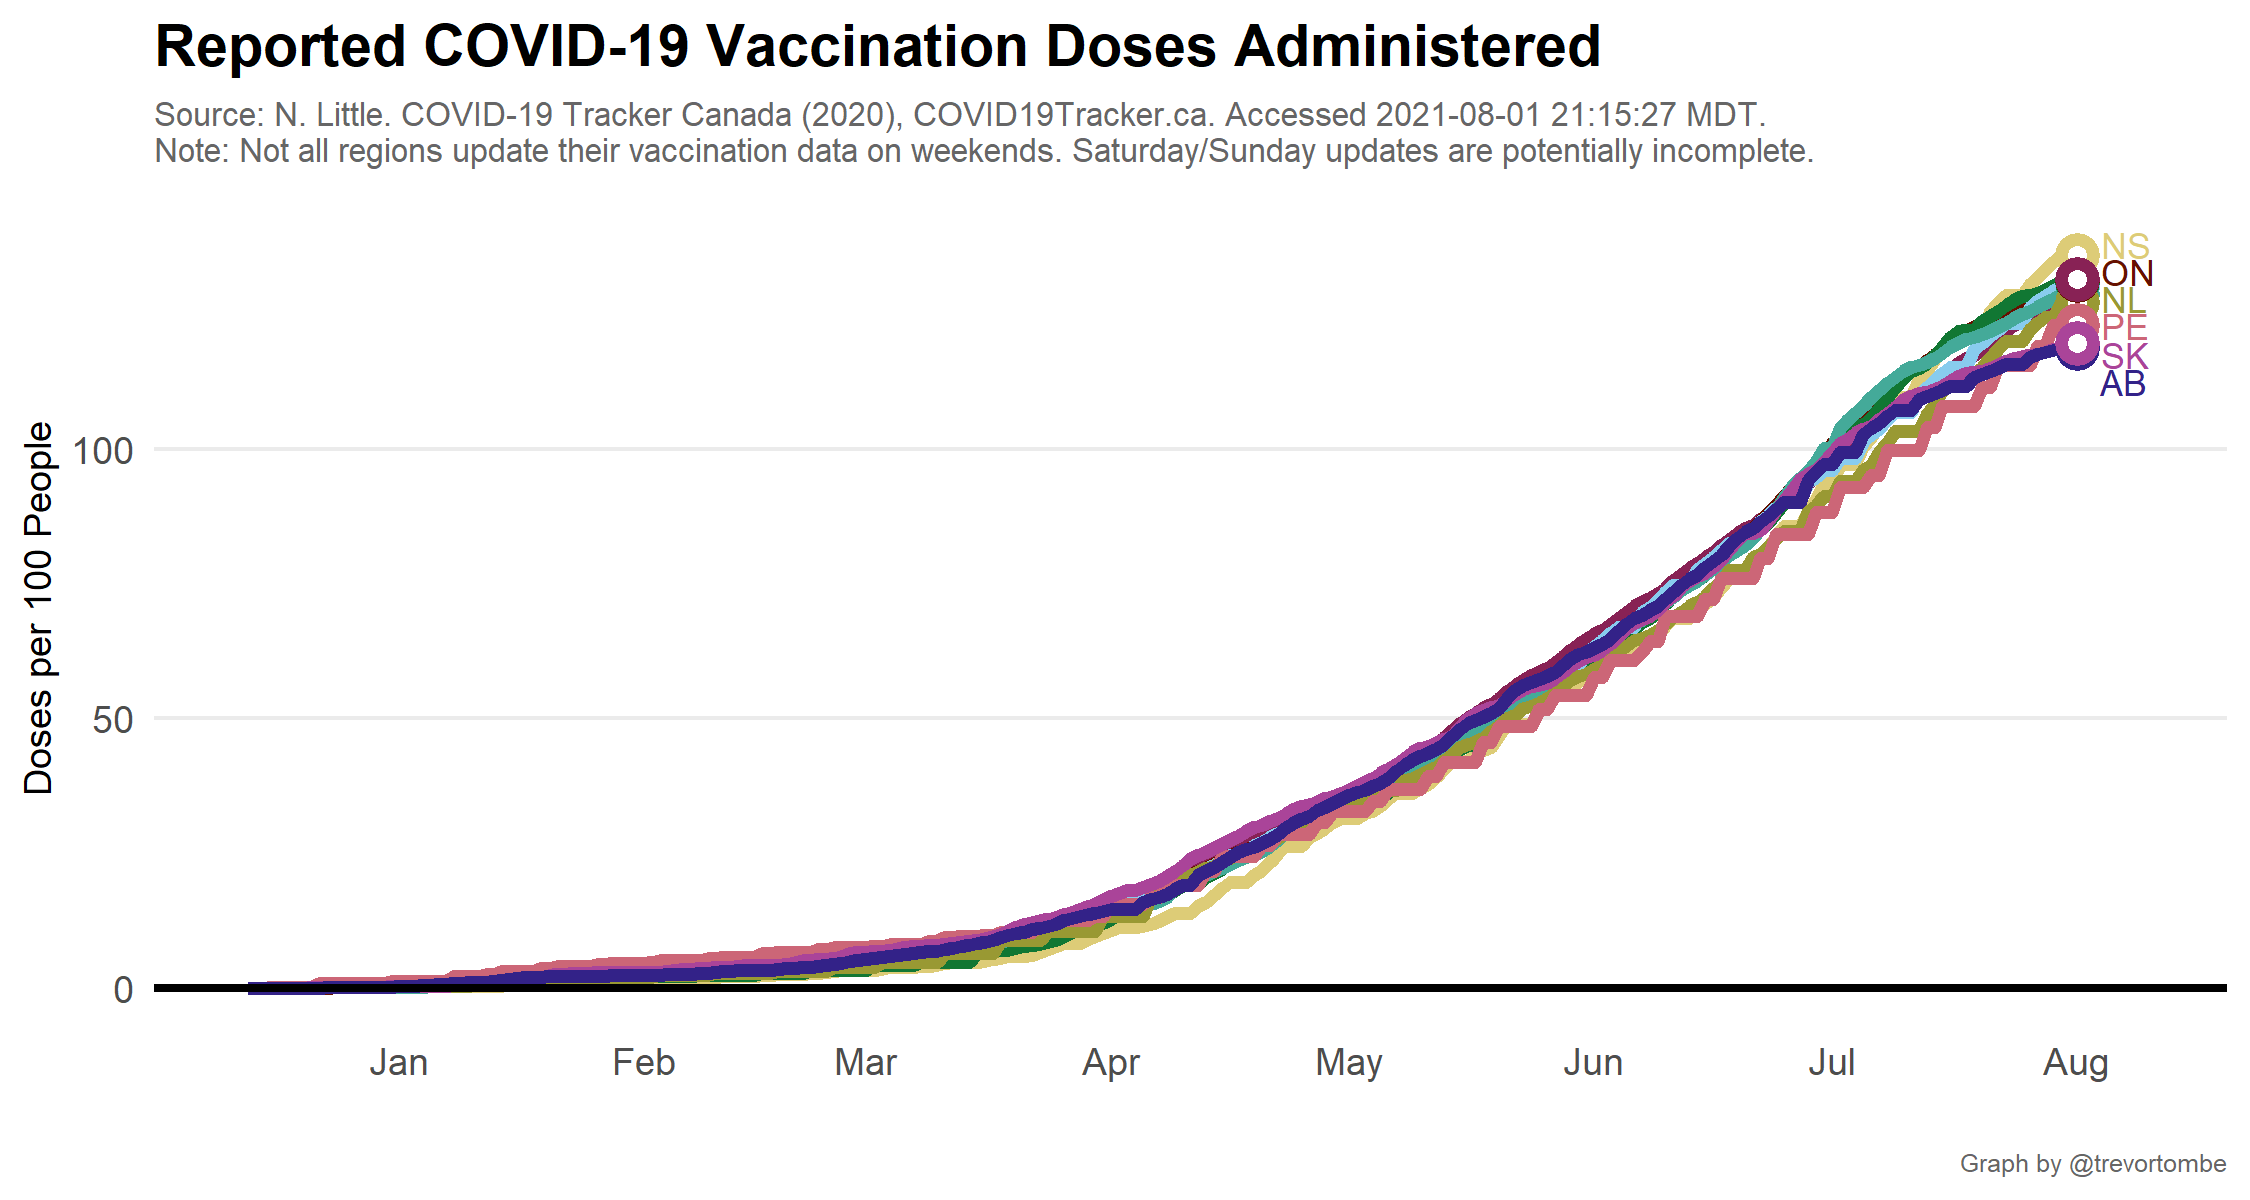 Reported COVID-19 Vaccination Doses Administered
Source: N. Little. COVID-19 Tracker Canada (2020), COVID19Tracker.ca. Accessed 2021-08-01 21:15:27 MDT.
Note: Not all regions update their vaccination data on weekends. Saturday/Sunday updates are potentially incomplete.
Doses per 100 People
100
50
0
NS
ON
NL
PE
SK
AB
Jan Feb Mar Apr May Jun Jul Aug
Graph by @trevortombe